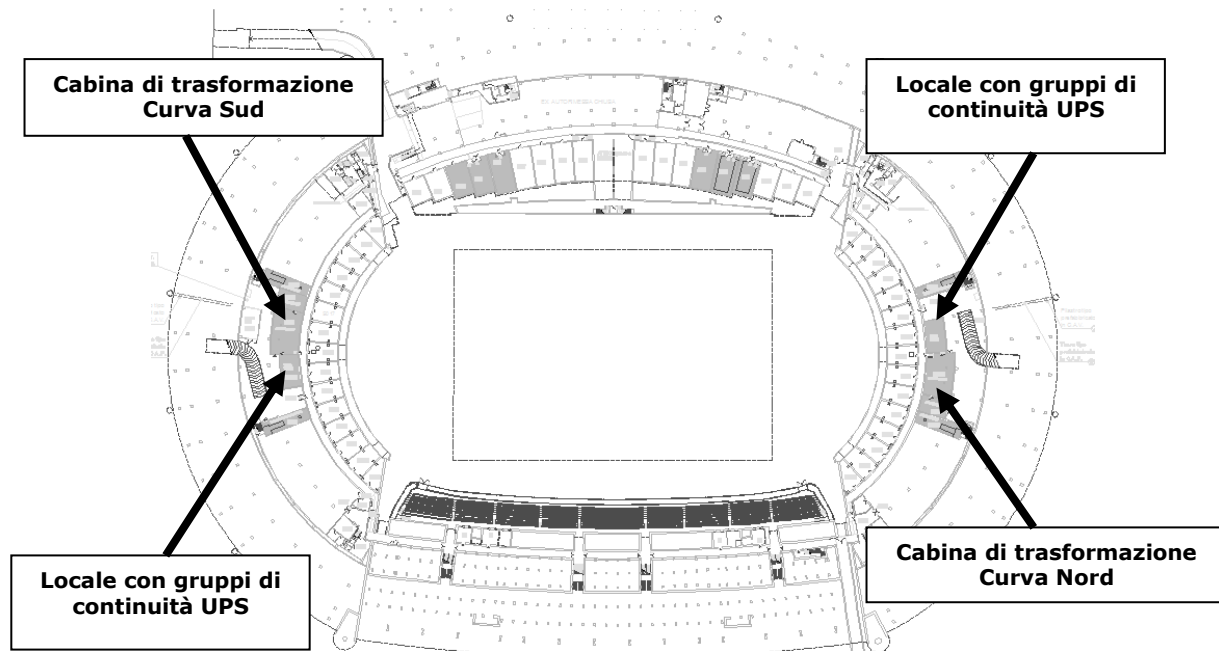 Cabina di trasformazione
Curva Sud
Locale con gruppi di
continuità UPS
Locale con gruppi di
continuità UPS
Cabina di trasformazione
Curva Nord